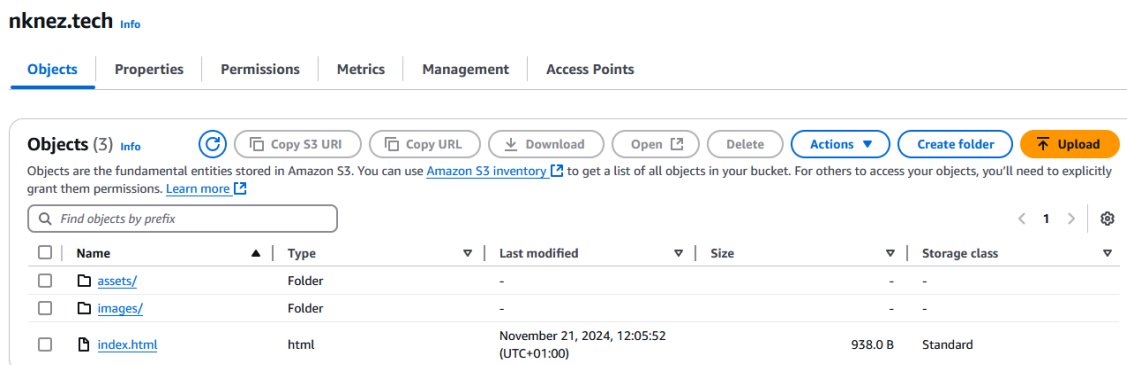 nknez.tech Info
Objects Properties Permissions Metrics Management Access Points
Objects (3) Info Copy S3 URI Copy URL Download Open Delete Actions Create folder Upload
Objects are the fundamental entities stored in Amazon S3. You can use Amazon S3 inventory to get a list of all objects in your bucket. For others to access your objects, you'll need to explicitly
grant them permissions. Learn more
Find objects by prefix 1
Name Type Last modified Size Storage class
assets/ Folder - - -
images/ Folder - - -
index.html html November 21, 2024, 12:05:52 938.0 B Standard
(UTC+01:00)